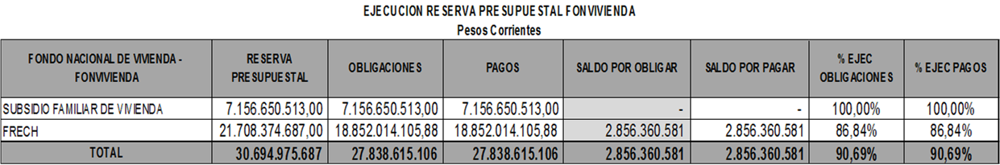 EJECUCION RESERVA PRESUPUESTAL FONVIVIENDA
Pesos Corrientes
FONDO NACIONAL DE VIVIENDA - FONVIVIENDA RESERVA PRESUPUESTAL OBLIGACIONES PAGOS SALDO POR OBLIGAR SALDO POR PAGAR % EJEC OBLIGACIONES % EJEC PAGOS
SUBSIDIO FAMILIAR DE VIVIENDA 7.156.650.513,00 7.156.650.513,00 7.156.650.513,00 - - 100,00% 100,00%
FRECH 21.708.374.687,00 18.852.014.105,88 18.852.014.105,88 2.856.360.581 2.856.360.581 86,84% 86,84%
TOTAL 30.694.975.687 27.838.615.106 27.838.615.106 2.856.360.581 2.856.360.581 90,69% 90,69%